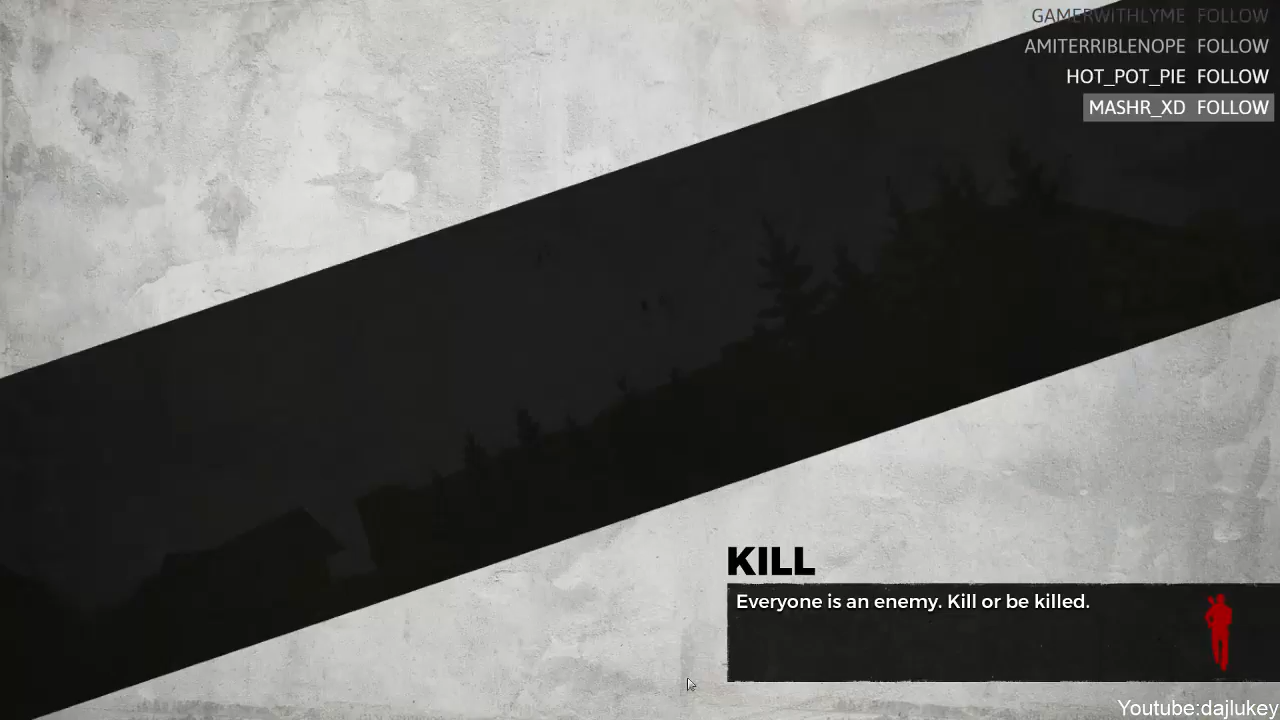 GAMERWITHLYME FOLLOW
AMITERRIBLENOPE FOLLOW
HOT_POT_PIE FOLLOW
MASHR_XD FOLLOW
KILL
Everyone is an enemy. Kill or be killed.
Youtube:dajlukey